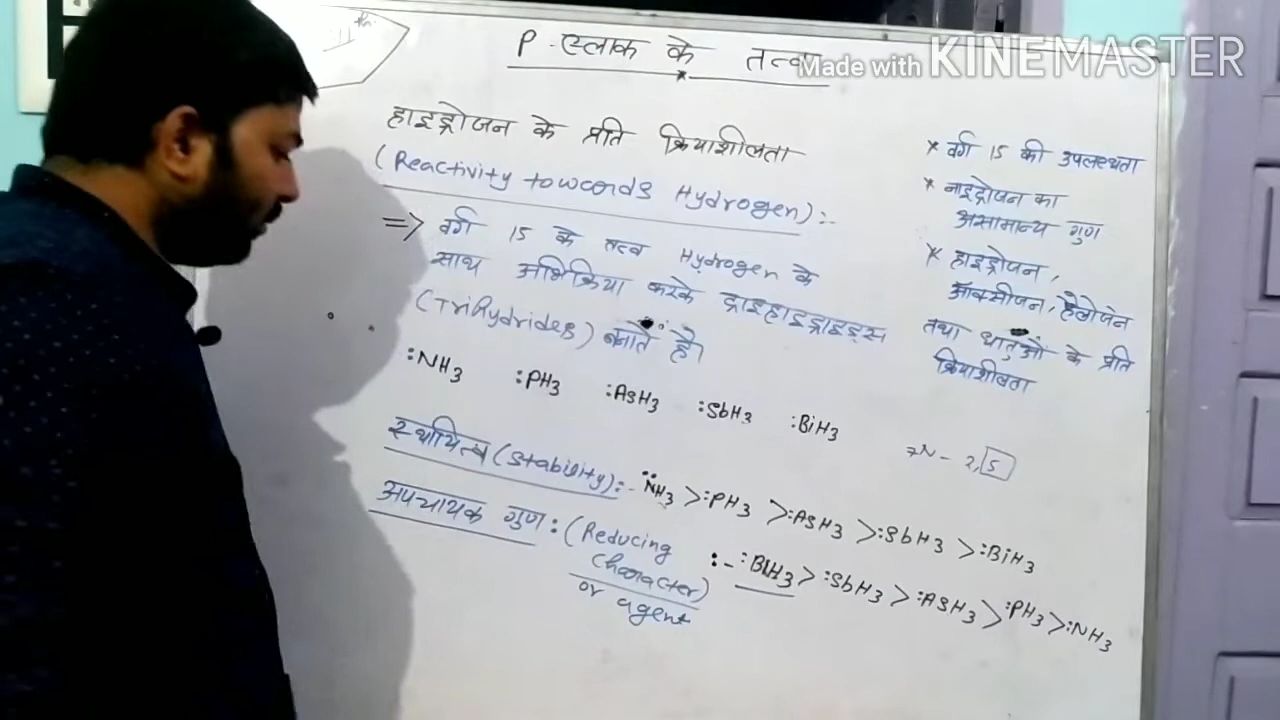 P-ब्लाक के तत्व
Made with KINEMASTER
हाइड्रोजन के प्रति क्रियाशीलता
(Reactivity towords Hydrogen):-
=> वर्ग 15 के तत्व Hydrogen के
साथ अभिक्रिया करके ट्राइहाइड्राइड्स
(TriHydrides) बनाते है।
:NH3 :PH3 :AsH3 :SbH3 :BiH3
स्थायित्व (Stability):- :NH3 > :PH3 > :AsH3 > :SbH3 > :BiH3
अपचायक गुण: (Reducing
Character)
or agent
:- :BiH3 > :SbH3 > :AsH3 > :PH3 > :NH3
* वर्ग 15 की उपलब्धता
* नाइट्रोजन का
असामान्य गुण
* हाइड्रोजन,
आक्सीजन, हैलोजेन
तथा धातुओं के प्रति
क्रियाशीलता
7N - 2,5